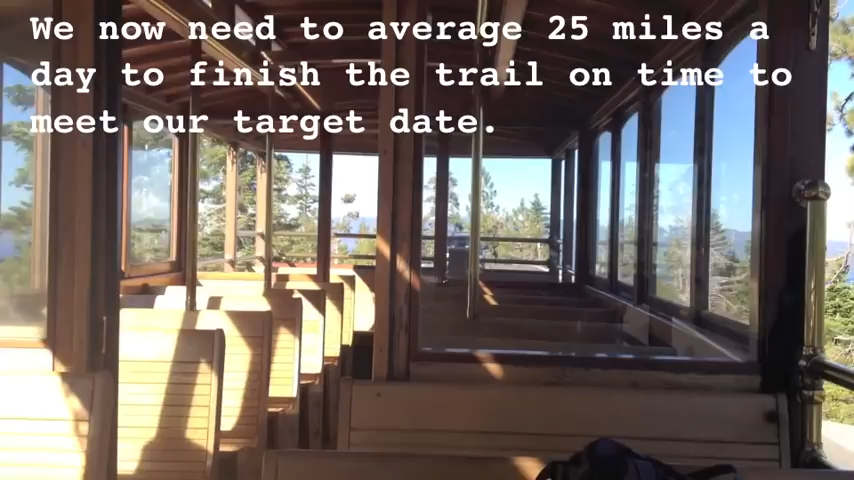 We now need to average 25 miles a
day to finish the trail on time to
meet our target date.